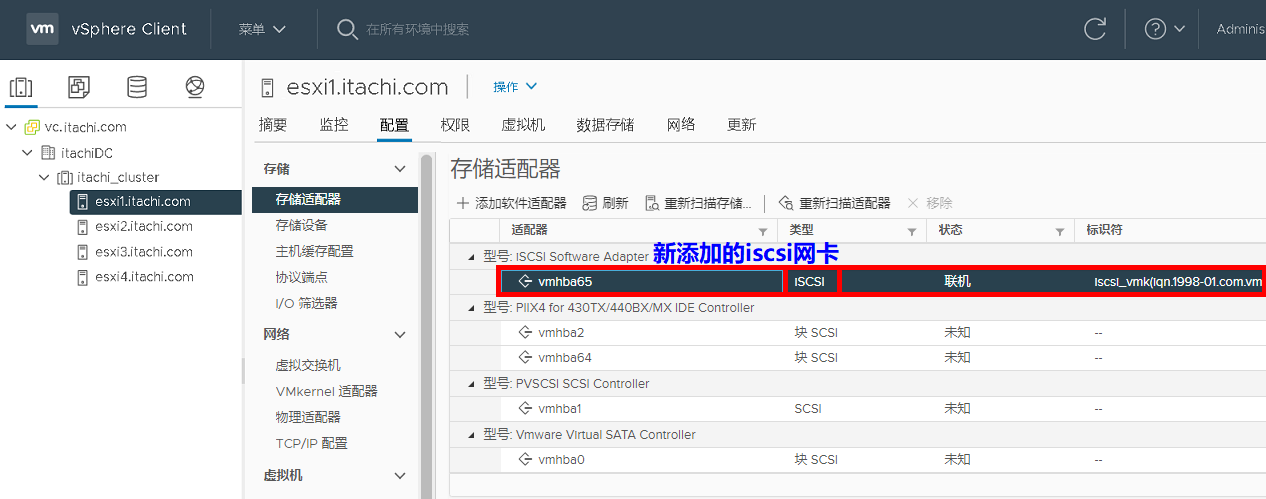 vm vSphere Client 菜单 在所有环境中搜索 Adminis
vc.itachi.com
itachiDC
itachi_cluster
esxi1.itachi.com
esxi2.itachi.com
esxi3.itachi.com
esxi4.itachi.com
esxi1.itachi.com 操作
摘要 监控 配置 权限 虚拟机 数据存储 网络 更新
存储
存储适配器
存储设备
主机缓存配置
协议端点
I/O 筛选器
网络
虚拟交换机
VMkernel 适配器
物理适配器
TCP/IP 配置
虚拟机
存储适配器
添加软件适配器 刷新 重新扫描存储... 重新扫描适配器 移除
适配器 类型 状态 标识符
型号: iSCSI Software Adapter 新添加的iscsi网卡
vmhba65 iSCSI 联机 iscsi_vmk(iqn.1998-01.com.vm
型号: PIIX4 for 430TX/440BX/MX IDE Controller
vmhba2 块 SCSI 未知 --
vmhba64 块 SCSI 未知 --
型号: PVSCSI SCSI Controller
vmhba1 SCSI 未知 --
型号: Vmware Virtual SATA Controller
vmhba0 块 SCSI 未知 --